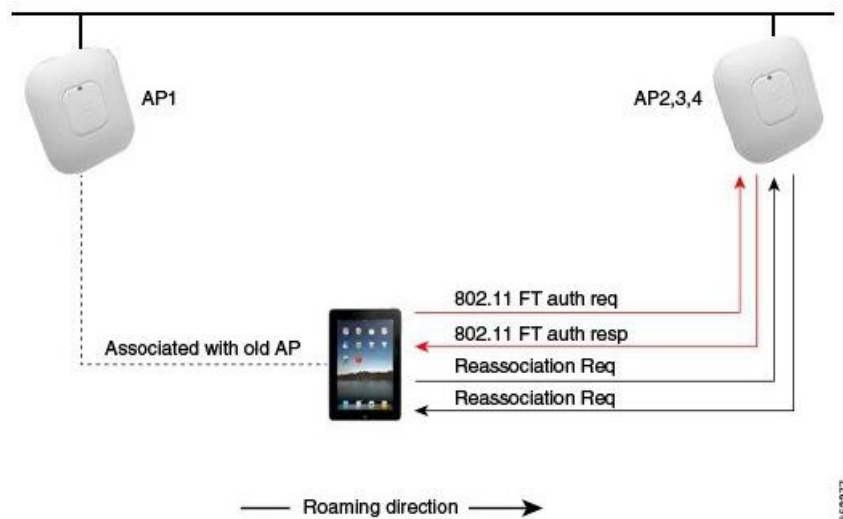 AP1
AP2,3,4
802.11 FT auth req
802.11 FT auth resp
Associated with old AP
Reassociation Req
Reassociation Req
Roaming direction